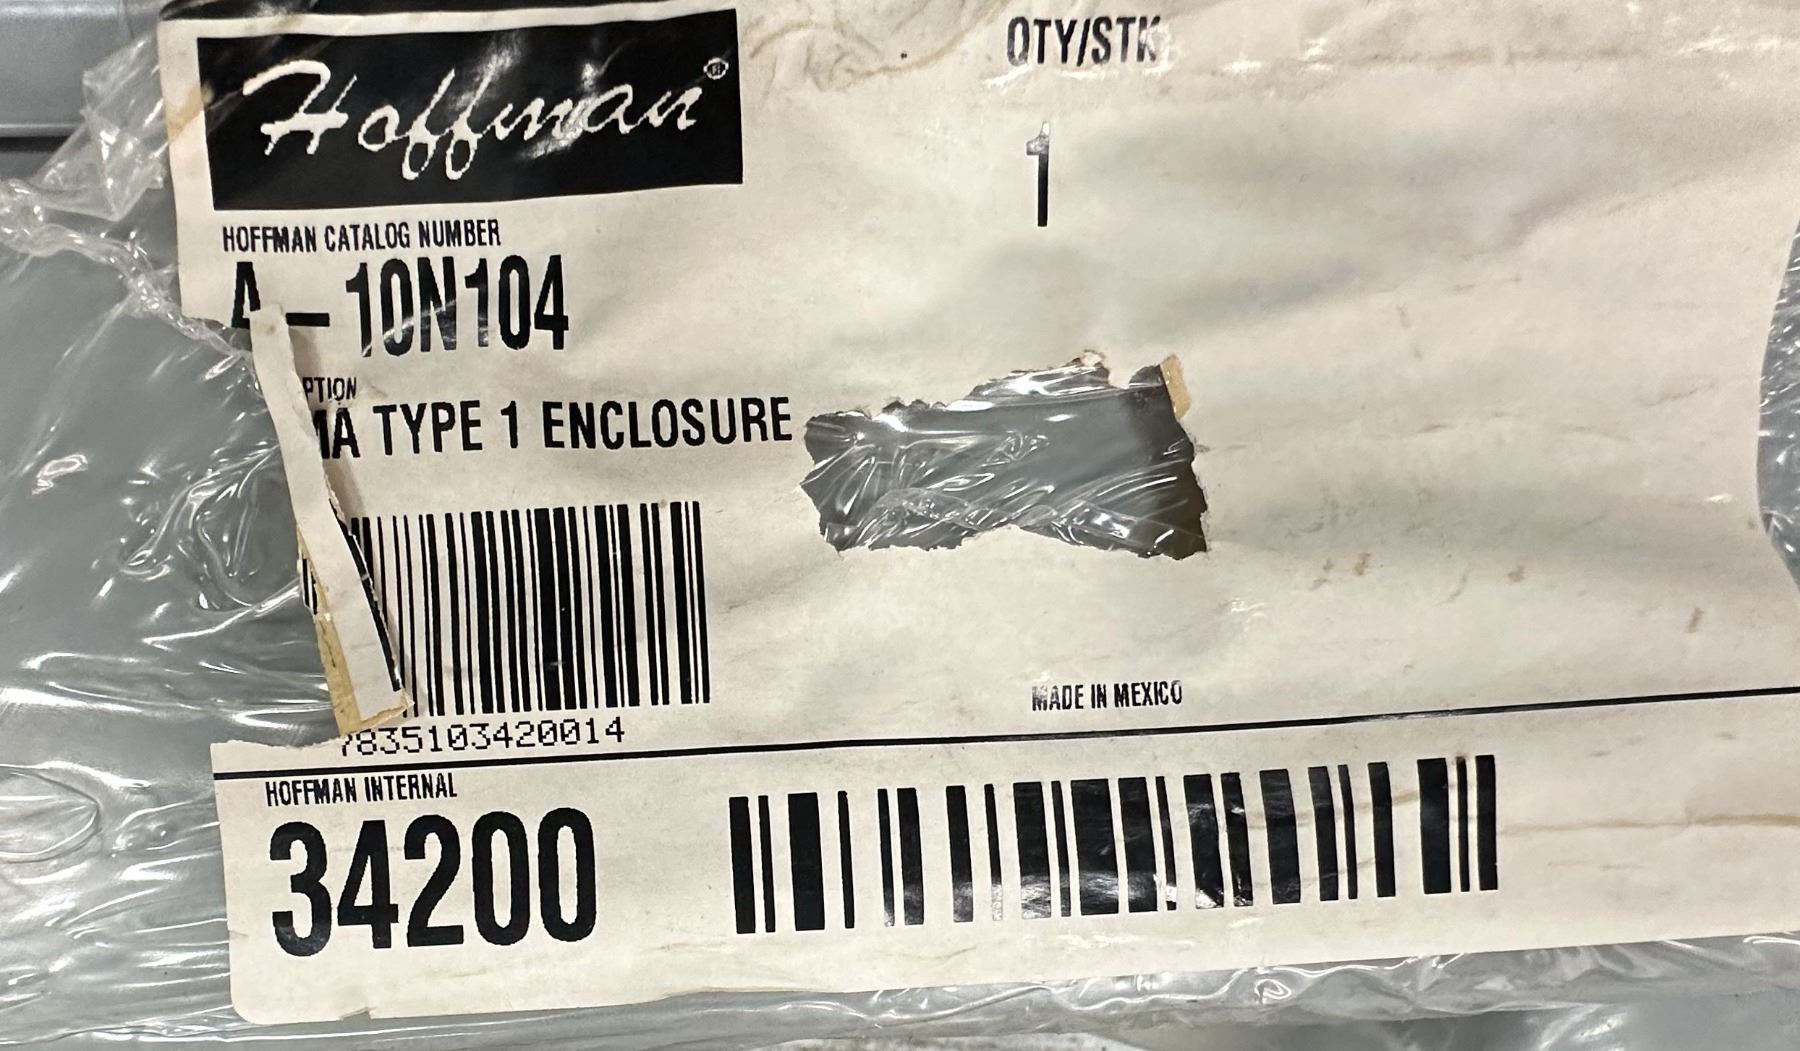 Hoffman®
QTY/STK
1
HOFFMAN CATALOG NUMBER
A-10N104
PTION
MA TYPE 1 ENCLOSURE
7835103420014
MADE IN MEXICO
HOFFMAN INTERNAL
34200